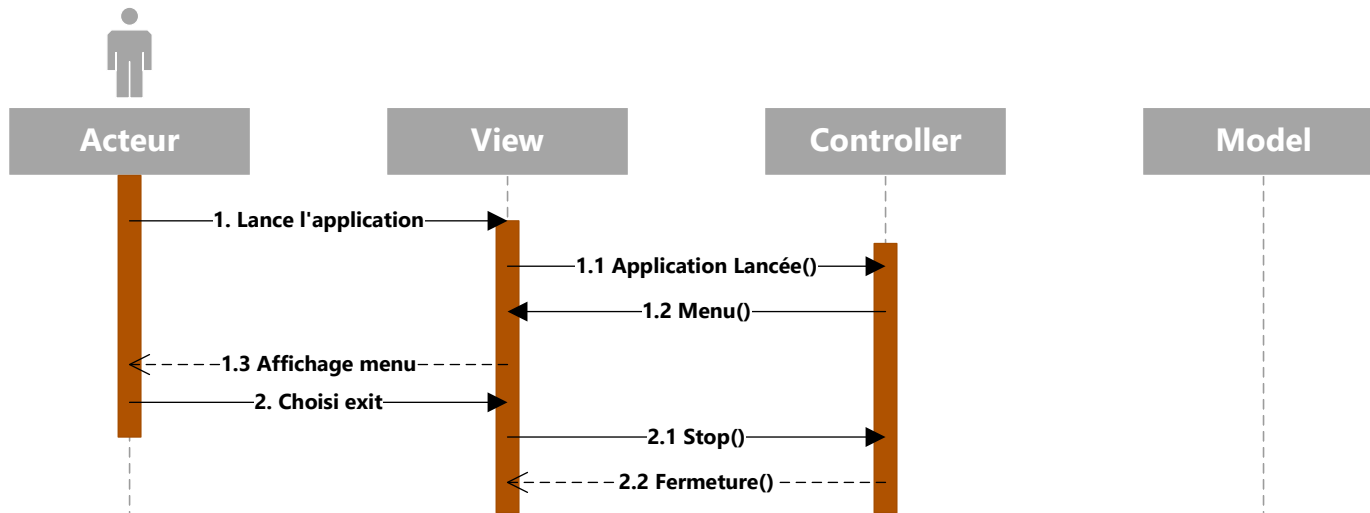 Acteur
View
Controller
Model
1. Lance l'application
1.1 Application Lancée()
1.2 Menu()
1.3 Affichage menu
2. Choisi exit
2.1 Stop()
2.2 Fermeture()